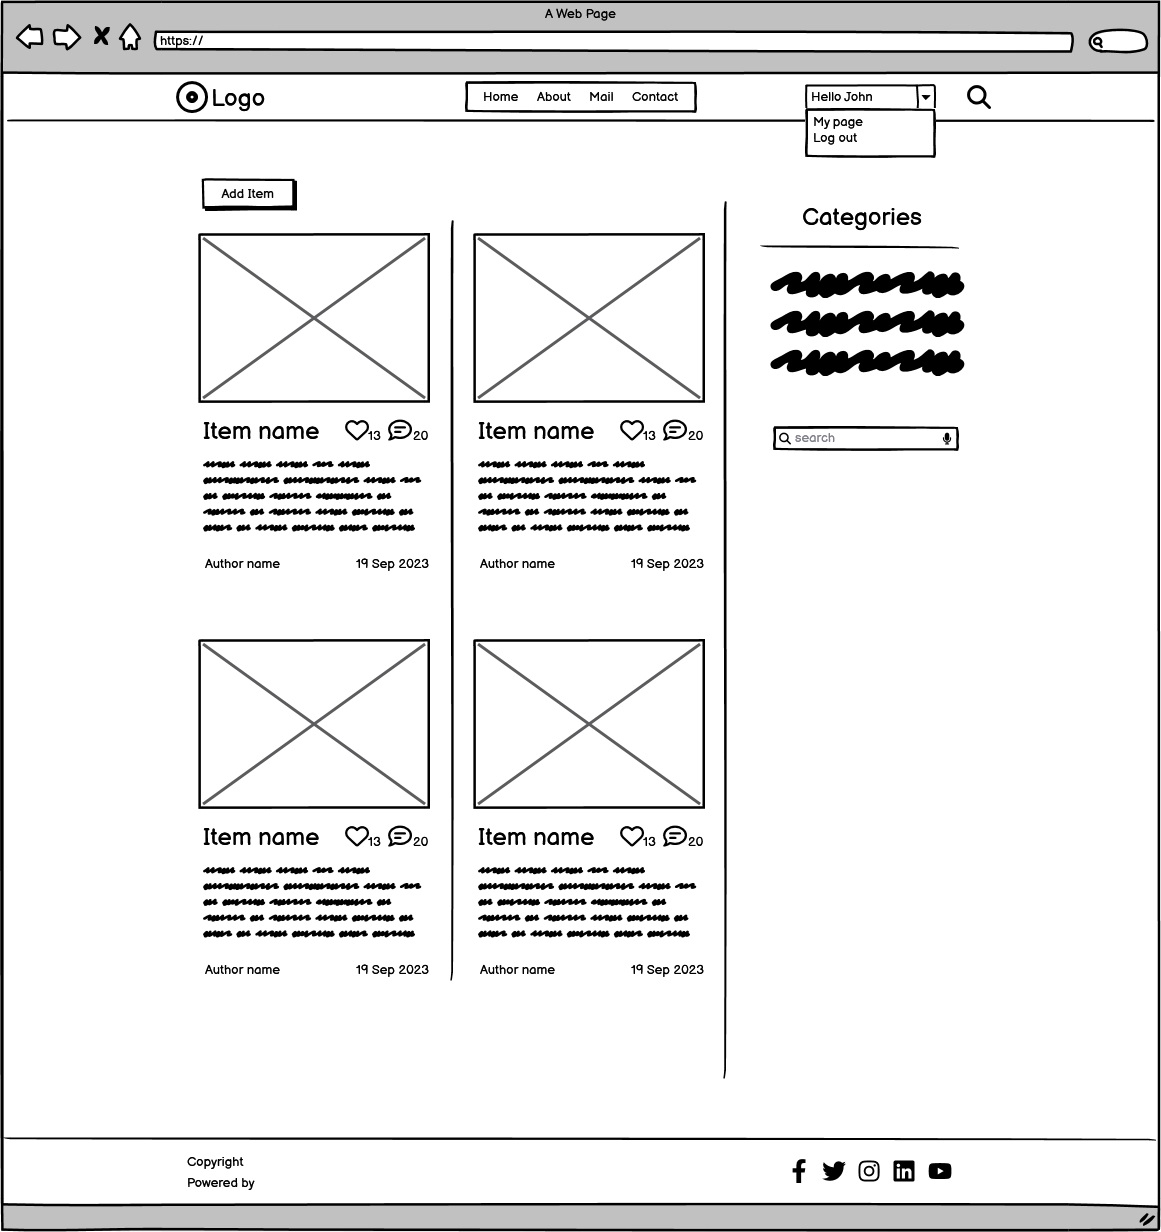 A Web Page
https://
Logo
Home About Mail Contact
Hello John
My page
Log out
Add Item
Categories
search
Item name 13 20
Author name 19 Sep 2023
Item name 13 20
Author name 19 Sep 2023
Item name 13 20
Author name 19 Sep 2023
Item name 13 20
Author name 19 Sep 2023
Copyright
Powered by